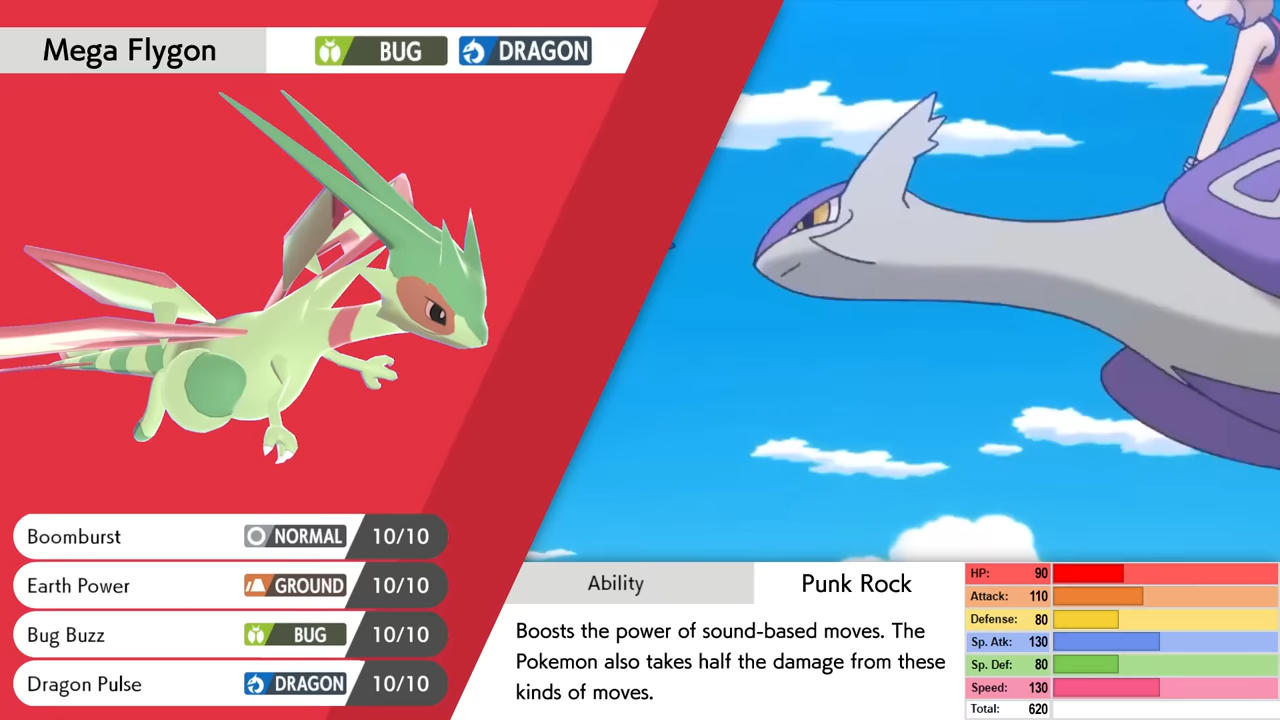 Mega Flygon BUG DRAGON
Boomburst NORMAL 10/10
Earth Power GROUND 10/10
Bug Buzz BUG 10/10
Dragon Pulse DRAGON 10/10
Ability Punk Rock
Boosts the power of sound-based moves. The
Pokemon also takes half the damage from these
kinds of moves.
HP: 90
Attack: 110
Defense: 80
Sp. Atk: 130
Sp. Def: 80
Speed: 130
Total: 620